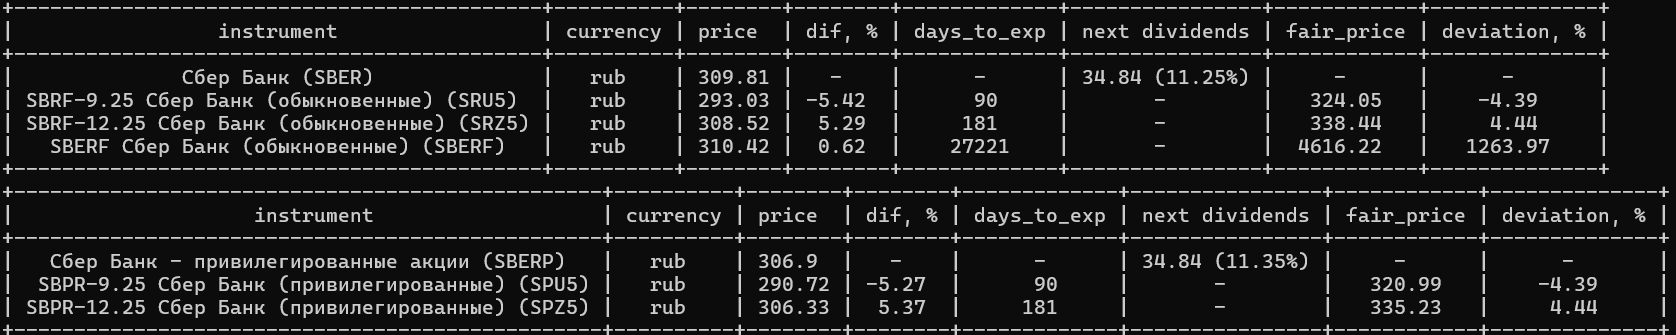 instrument | currency | price | dif, % | days_to_exp | next dividends | fair_price | deviation, %
Сбер Банк (SBER) | rub | 309.81 | - | - | 34.84 (11.25%) | - | -
SBRF-9.25 Сбер Банк (обыкновенные) (SRU5) | rub | 293.03 | -5.42 | 90 | - | 324.05 | -4.39
SBRF-12.25 Сбер Банк (обыкновенные) (SRZ5) | rub | 308.52 | 5.29 | 181 | - | 338.44 | 4.44
SBERF Сбер Банк (обыкновенные) (SBERF) | rub | 310.42 | 0.62 | 27221 | - | 4616.22 | 1263.97
instrument | currency | price | dif, % | days_to_exp | next dividends | fair_price | deviation, %
Сбер Банк - привилегированные акции (SBERP) | rub | 306.9 | - | - | 34.84 (11.35%) | - | -
SBPR-9.25 Сбер Банк (привилегированные) (SPU5) | rub | 290.72 | -5.27 | 90 | - | 320.99 | -4.39
SBPR-12.25 Сбер Банк (привилегированные) (SPZ5) | rub | 306.33 | 5.37 | 181 | - | 335.23 | 4.44